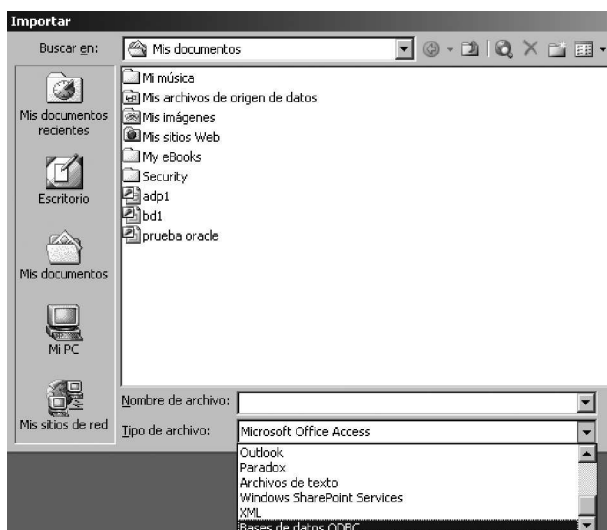 Importar
Buscar en:
Mis documentos
Mis documentos
recientes
Escritorio
Mis documentos
Mi PC
Mis sitios de red
Mi música
Mis archivos de origen de datos
Mis imágenes
Mis sitios Web
My eBooks
Security
adp1
bd1
prueba oracle
Nombre de archivo:
Tipo de archivo:
Microsoft Office Access
Outlook
Paradox
Archivos de texto
Windows SharePoint Services
XML
Bases de datos ODBC